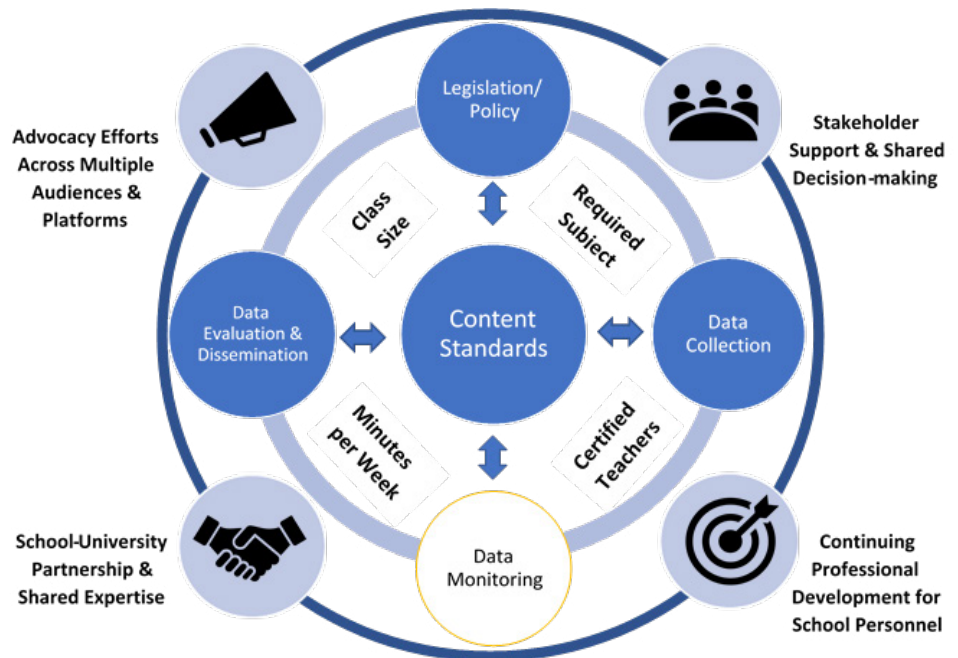 Legislation/
Policy
Advocacy Efforts
Across Multiple
Audiences &
Platforms
Stakeholder
Support & Shared
Decision-making
Class
Size
Required
Subject
Data
Evaluation &
Dissemination
Content
Standards
Data
Collection
Minutes
per Week
Certified
Teachers
School-University
Partnership &
Shared Expertise
Data
Monitoring
Continuing
Professional
Development for
School Personnel